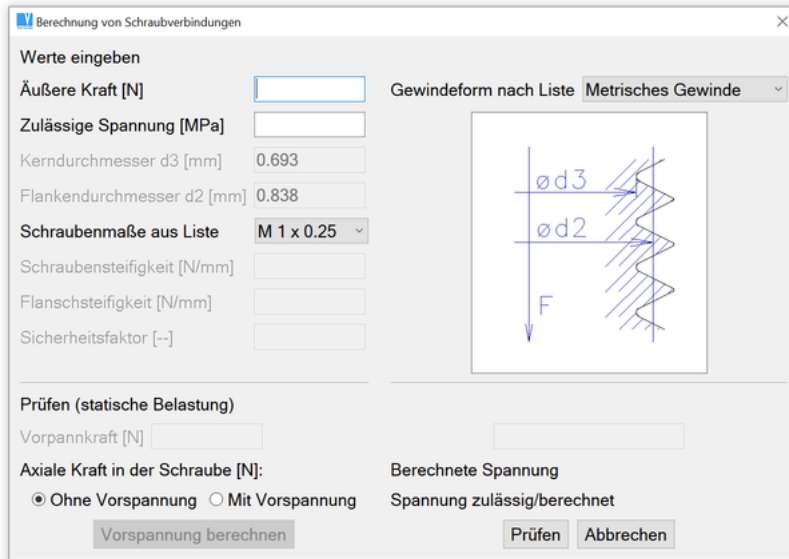 Berechnung von Schraubverbindungen
Werte eingeben
Äußere Kraft [N]
Gewindeform nach Liste Metrisches Gewinde
Zulässige Spannung [MPa]
Kerndurchmesser d3 [mm] 0.693
Flankendurchmesser d2 [mm] 0.838
Schraubenmaße aus Liste M 1 x 0.25
Schraubensteifigkeit [N/mm]
Flanschsteifigkeit [N/mm]
Sicherheitsfaktor [--]
ød3
ød2
F
Prüfen (statische Belastung)
Vorpannkraft [N]
Axiale Kraft in der Schraube [N]:
Berechnete Spannung
Ohne Vorspannung Mit Vorspannung
Spannung zulässig/berechnet
Vorspannung berechnen
Prüfen Abbrechen